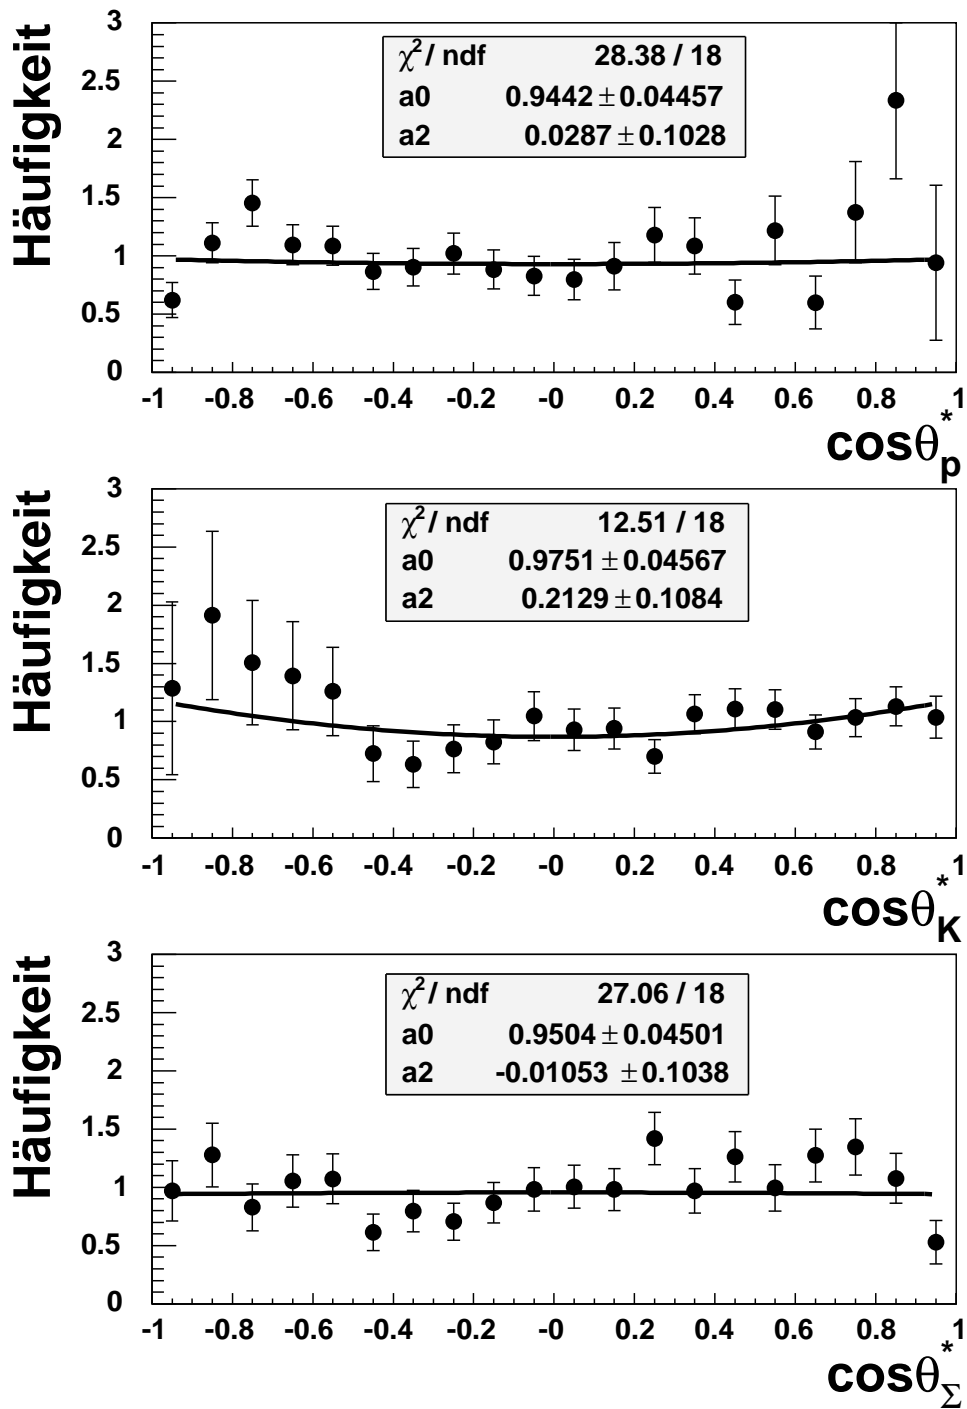 Häufigkeit
3
2.5
2
1.5
1
0.5
0
χ²/ ndf 28.38 / 18
a0 0.9442 ± 0.04457
a2 0.0287 ± 0.1028
-1 -0.8 -0.6 -0.4 -0.2 -0 0.2 0.4 0.6 0.8 1
cosθ*p
Häufigkeit
3
2.5
2
1.5
1
0.5
0
χ²/ ndf 12.51 / 18
a0 0.9751 ± 0.04567
a2 0.2129 ± 0.1084
-1 -0.8 -0.6 -0.4 -0.2 -0 0.2 0.4 0.6 0.8 1
cosθ*K
Häufigkeit
3
2.5
2
1.5
1
0.5
0
χ²/ ndf 27.06 / 18
a0 0.9504 ± 0.04501
a2 -0.01053 ± 0.1038
-1 -0.8 -0.6 -0.4 -0.2 -0 0.2 0.4 0.6 0.8 1
cosθ*Σ